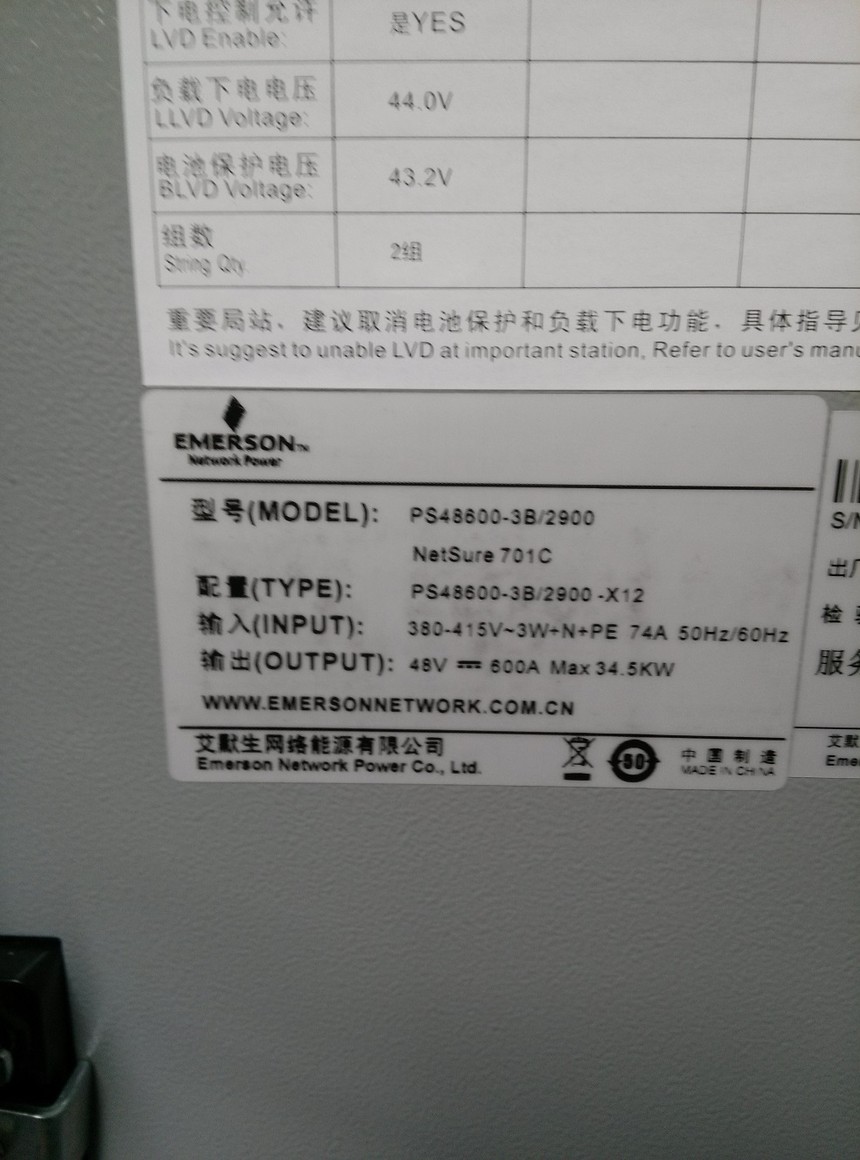 下电控制允许 是YES
LVD Enable:
负载下电电压 44.0V
LLVD Voltage:
电池保护电压 43.2V
BLVD Voltage:
组数 2组
String Qty
重要局站、建议取消电池保护和负载下电功能. 具体指导见
It's suggest to unable LVD at important station, Refer to user's manu
EMERSON™
Network Power
型号(MODEL): PS48600-3B/2900
NetSure 701C
配置(TYPE): PS48600-3B/2900 -X12
输入(INPUT): 380-415V~3W+N+PE 74A 50Hz/60Hz
输出(OUTPUT): 48V ⎓ 600A Max 34.5KW
WWW.EMERSONNETWORK.COM.CN
艾默生网络能源有限公司
Emerson Network Power Co., Ltd.
50
中国制造
MADE IN CHINA
S/N
出厂
检验
服务
艾默
Eme